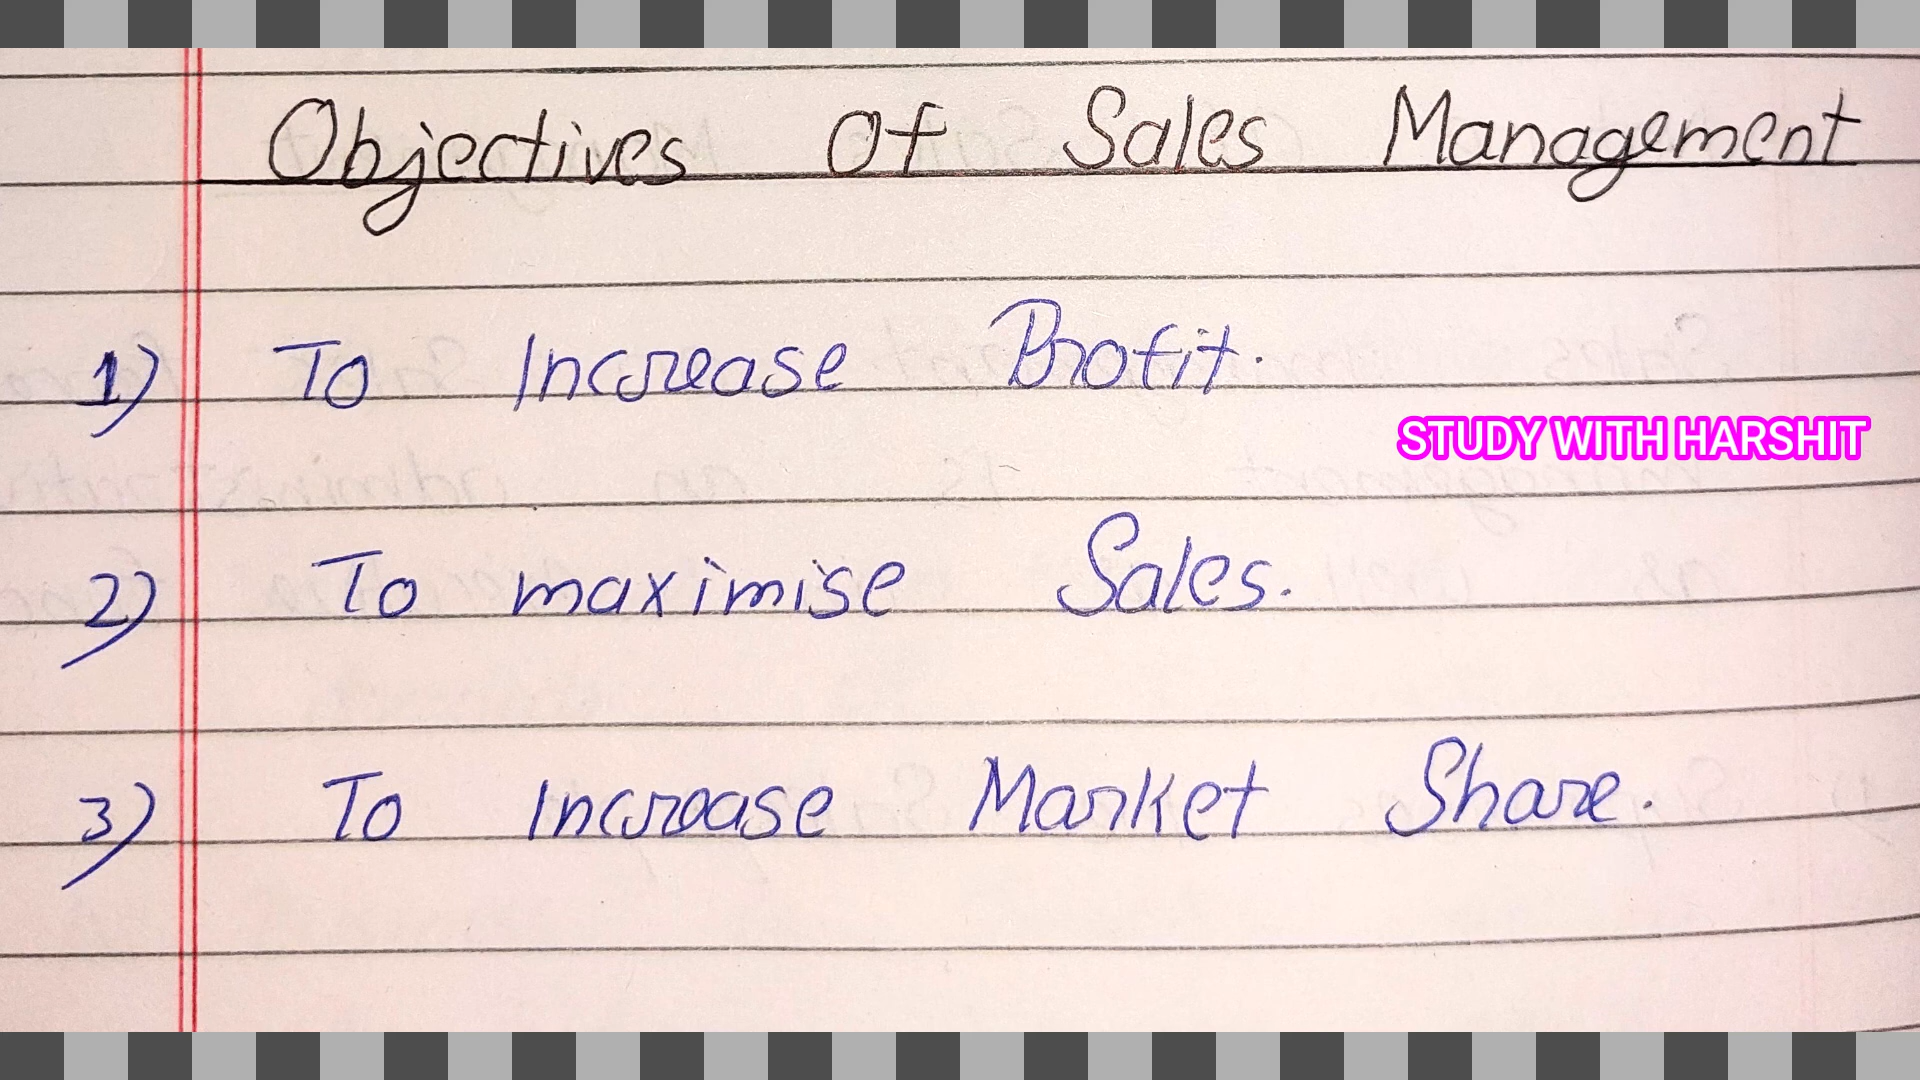 Objectives Of Sales Management
1) To Increase Profit.
STUDY WITH HARSHIT
2) To maximise Sales.
3) To Increase Market Share.